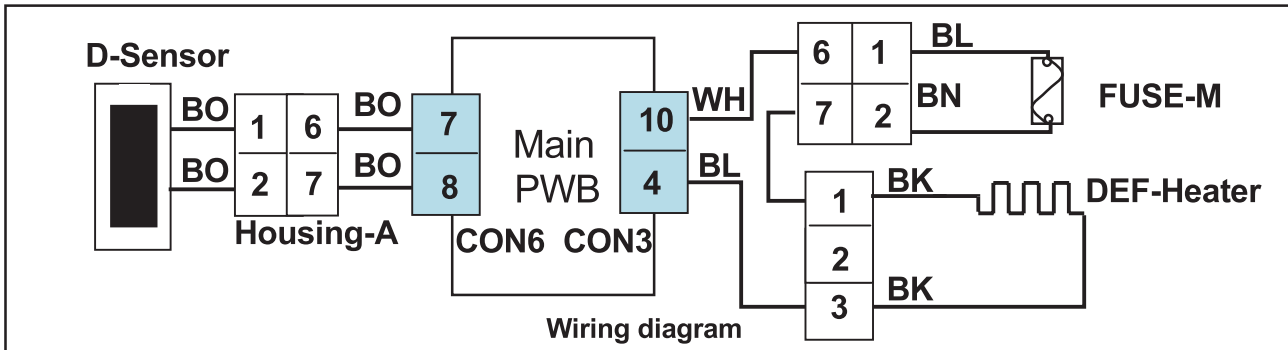 D-Sensor
BO
BO
1 6
2 7
Housing-A
BO
BO
7
8
CON6
Main
PWB
10
4
CON3
WH
BL
6 1
7 2
BL
BN
FUSE-M
1
2
3
BK
BK
DEF-Heater
Wiring diagram